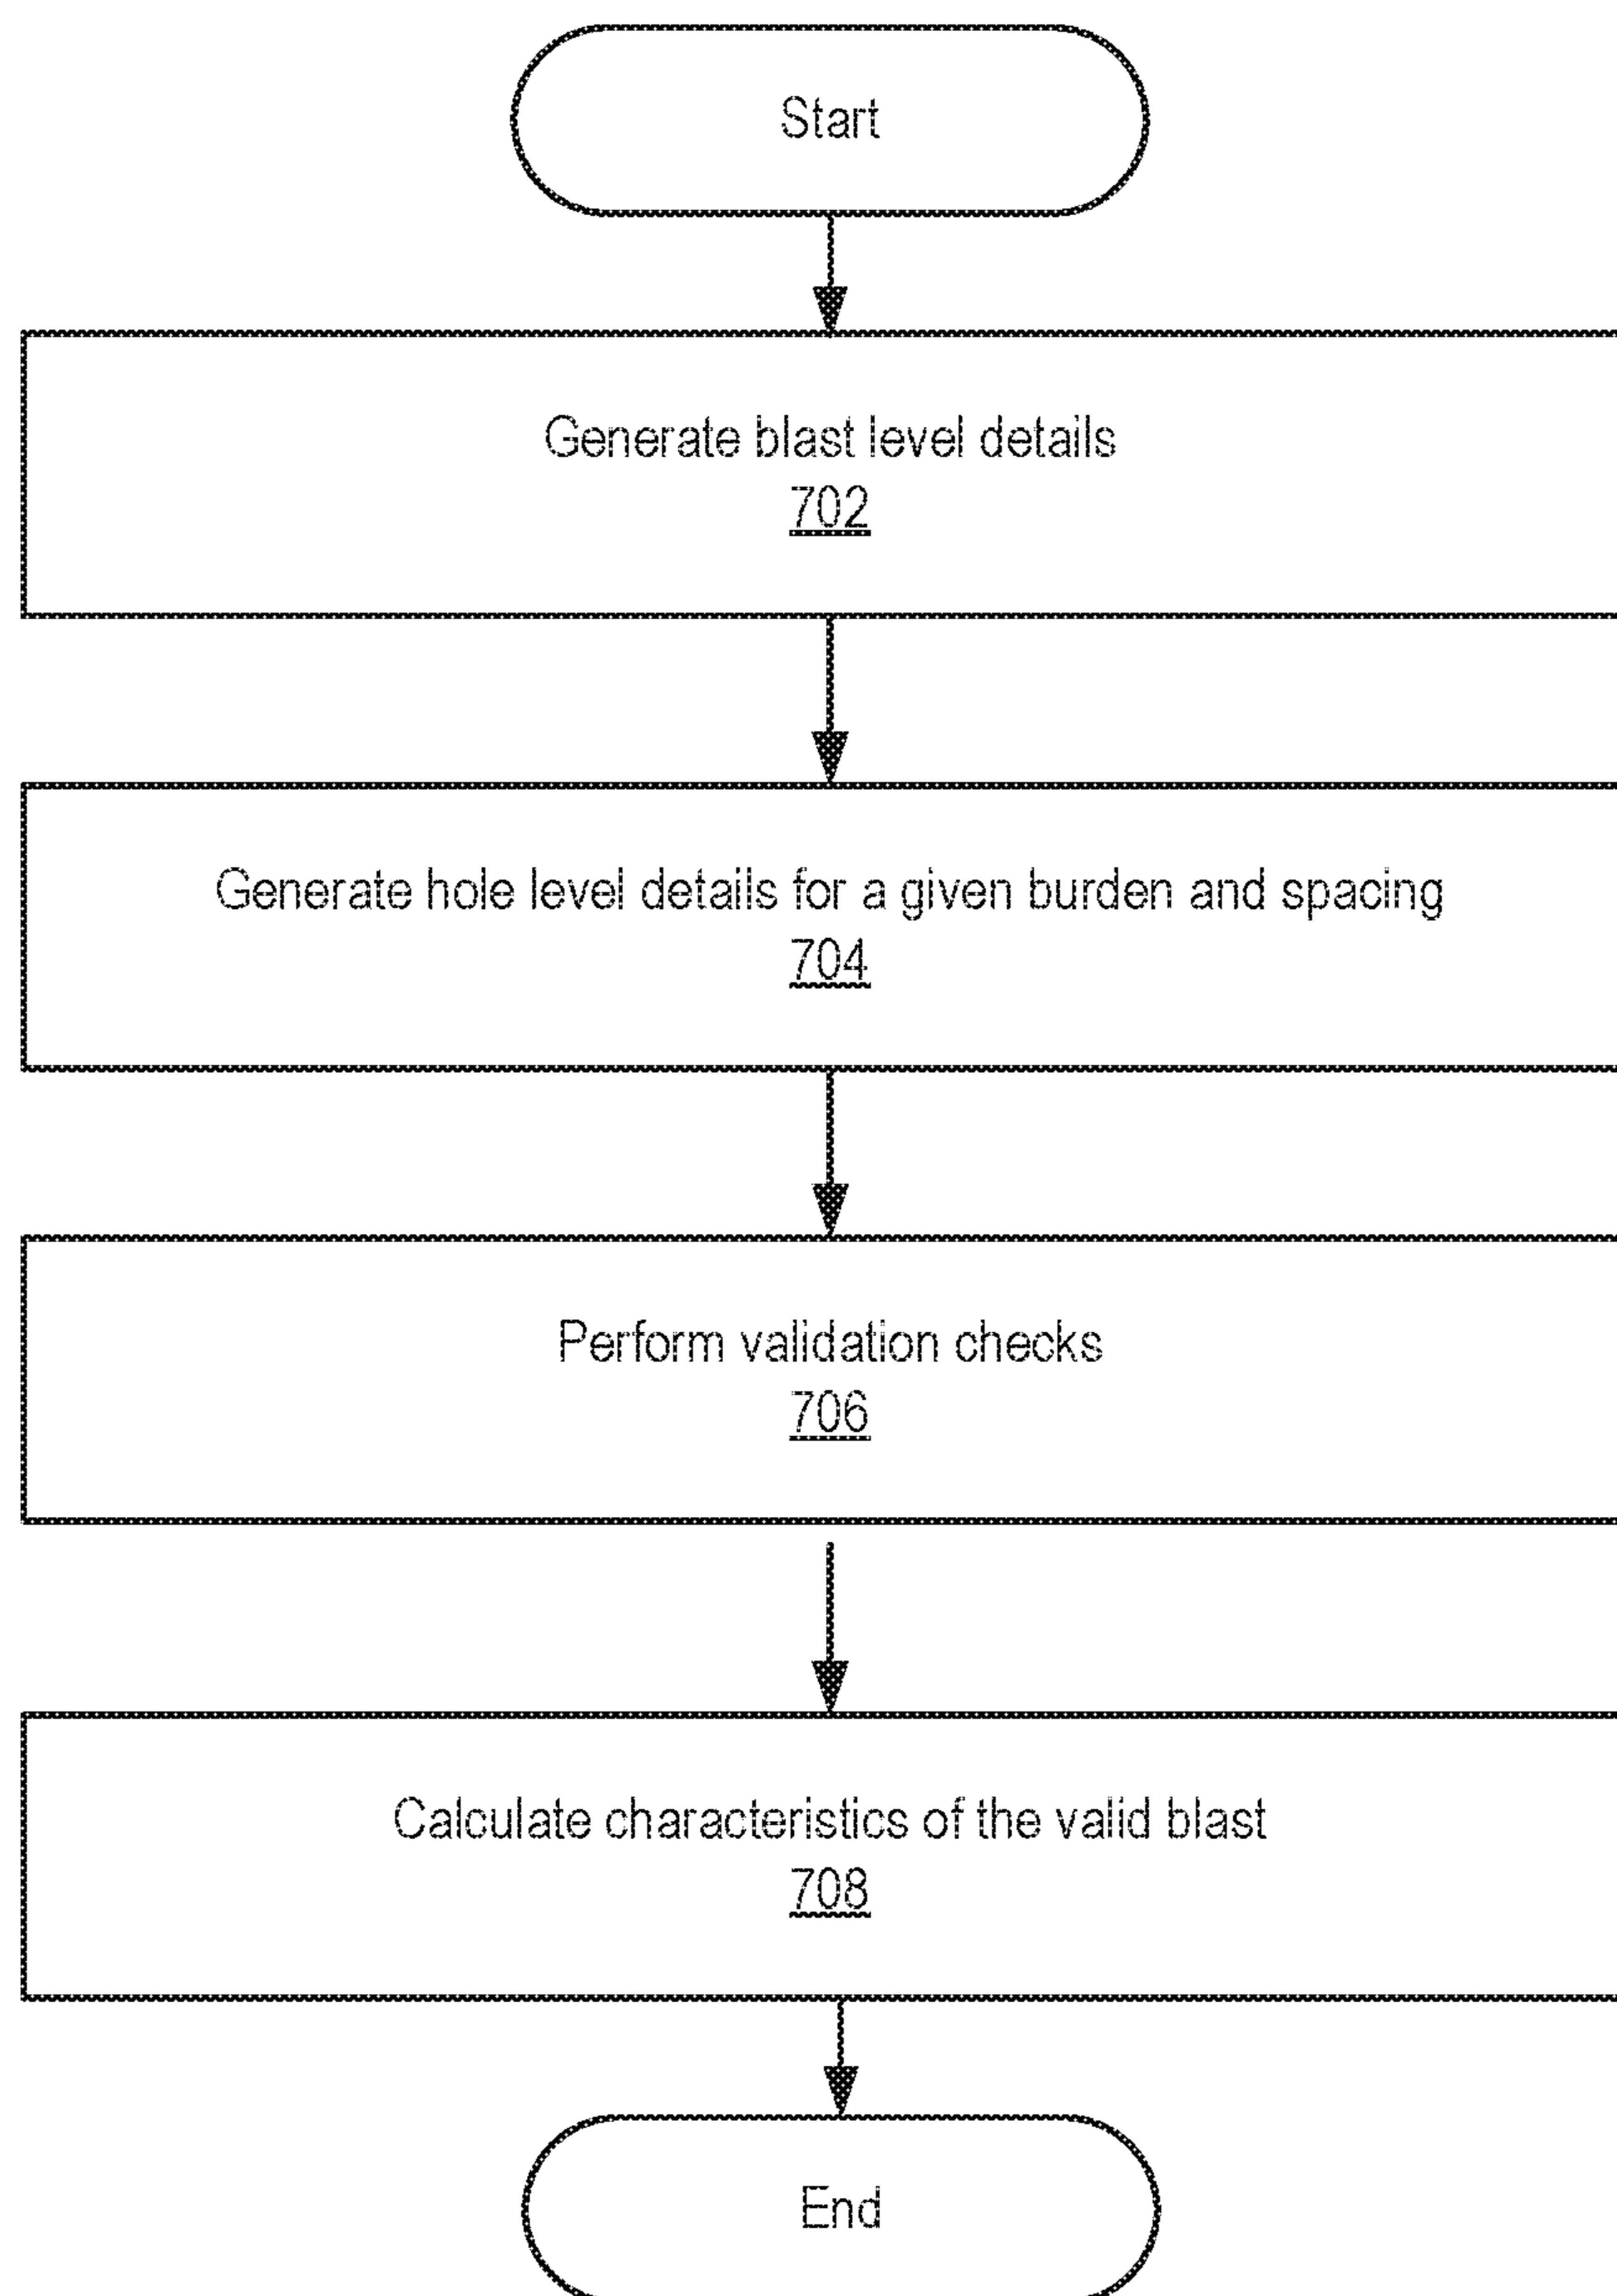 Start
Generate blast level details
702
Generate hole level details for a given burden and spacing
704
Perform validation checks
706
Calculate characteristics of the valid blast
708
End